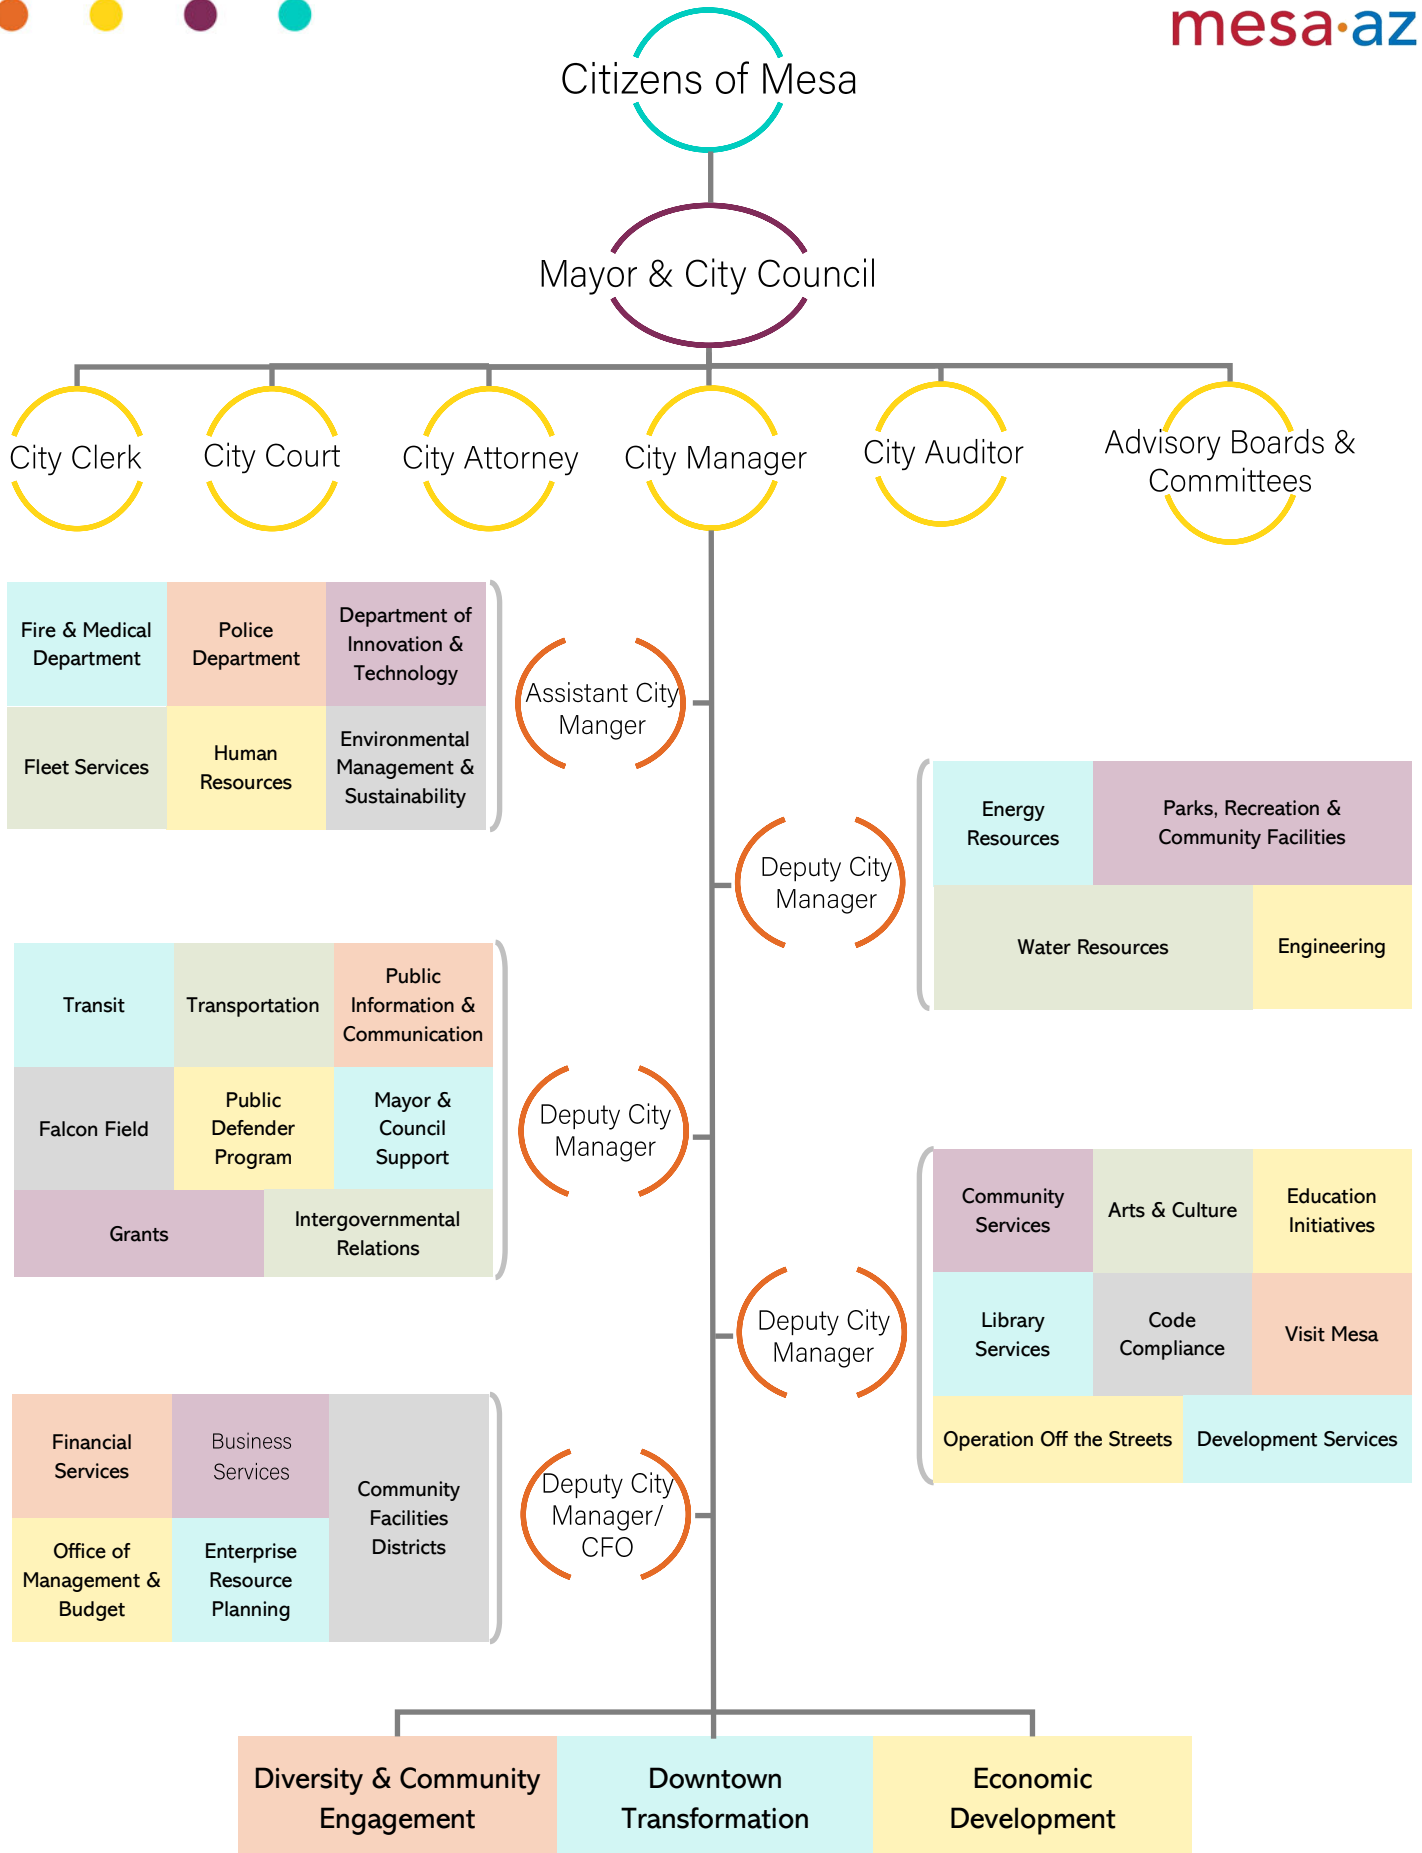 mesa·az
Citizens of Mesa
Mayor & City Council
City Clerk
City Court
City Attorney
City Manager
City Auditor
Advisory Boards &
Committees
Fire & Medical
Department
Police
Department
Department of
Innovation &
Technology
Fleet Services
Human
Resources
Environmental
Management &
Sustainability
Assistant City
Manger
Deputy City
Manager
Energy
Resources
Parks, Recreation &
Community Facilities
Water Resources
Engineering
Transit
Transportation
Public
Information &
Communication
Falcon Field
Public
Defender
Program
Mayor &
Council
Support
Grants
Intergovernmental
Relations
Deputy City
Manager
Deputy City
Manager
Community
Services
Arts & Culture
Education
Initiatives
Library
Services
Code
Compliance
Visit Mesa
Operation Off the Streets
Development Services
Financial
Services
Business
Services
Community
Facilities
Districts
Office of
Management &
Budget
Enterprise
Resource
Planning
Deputy City
Manager/
CFO
Diversity & Community
Engagement
Downtown
Transformation
Economic
Development